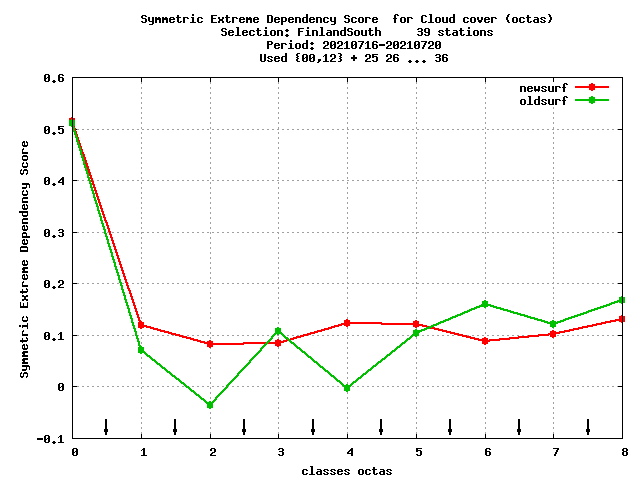 Symmetric Extreme Dependency Score  for Cloud cover (octas)
Selection: FinlandSouth     39 stations
Period: 20210716-20210720
Used {00,12} + 25 26 ... 36
newsurf
oldsurf
0.6
0.5
0.4
0.3
0.2
0.1
0
-0.1
Symmetric Extreme Dependency Score
0 1 2 3 4 5 6 7 8
classes octas